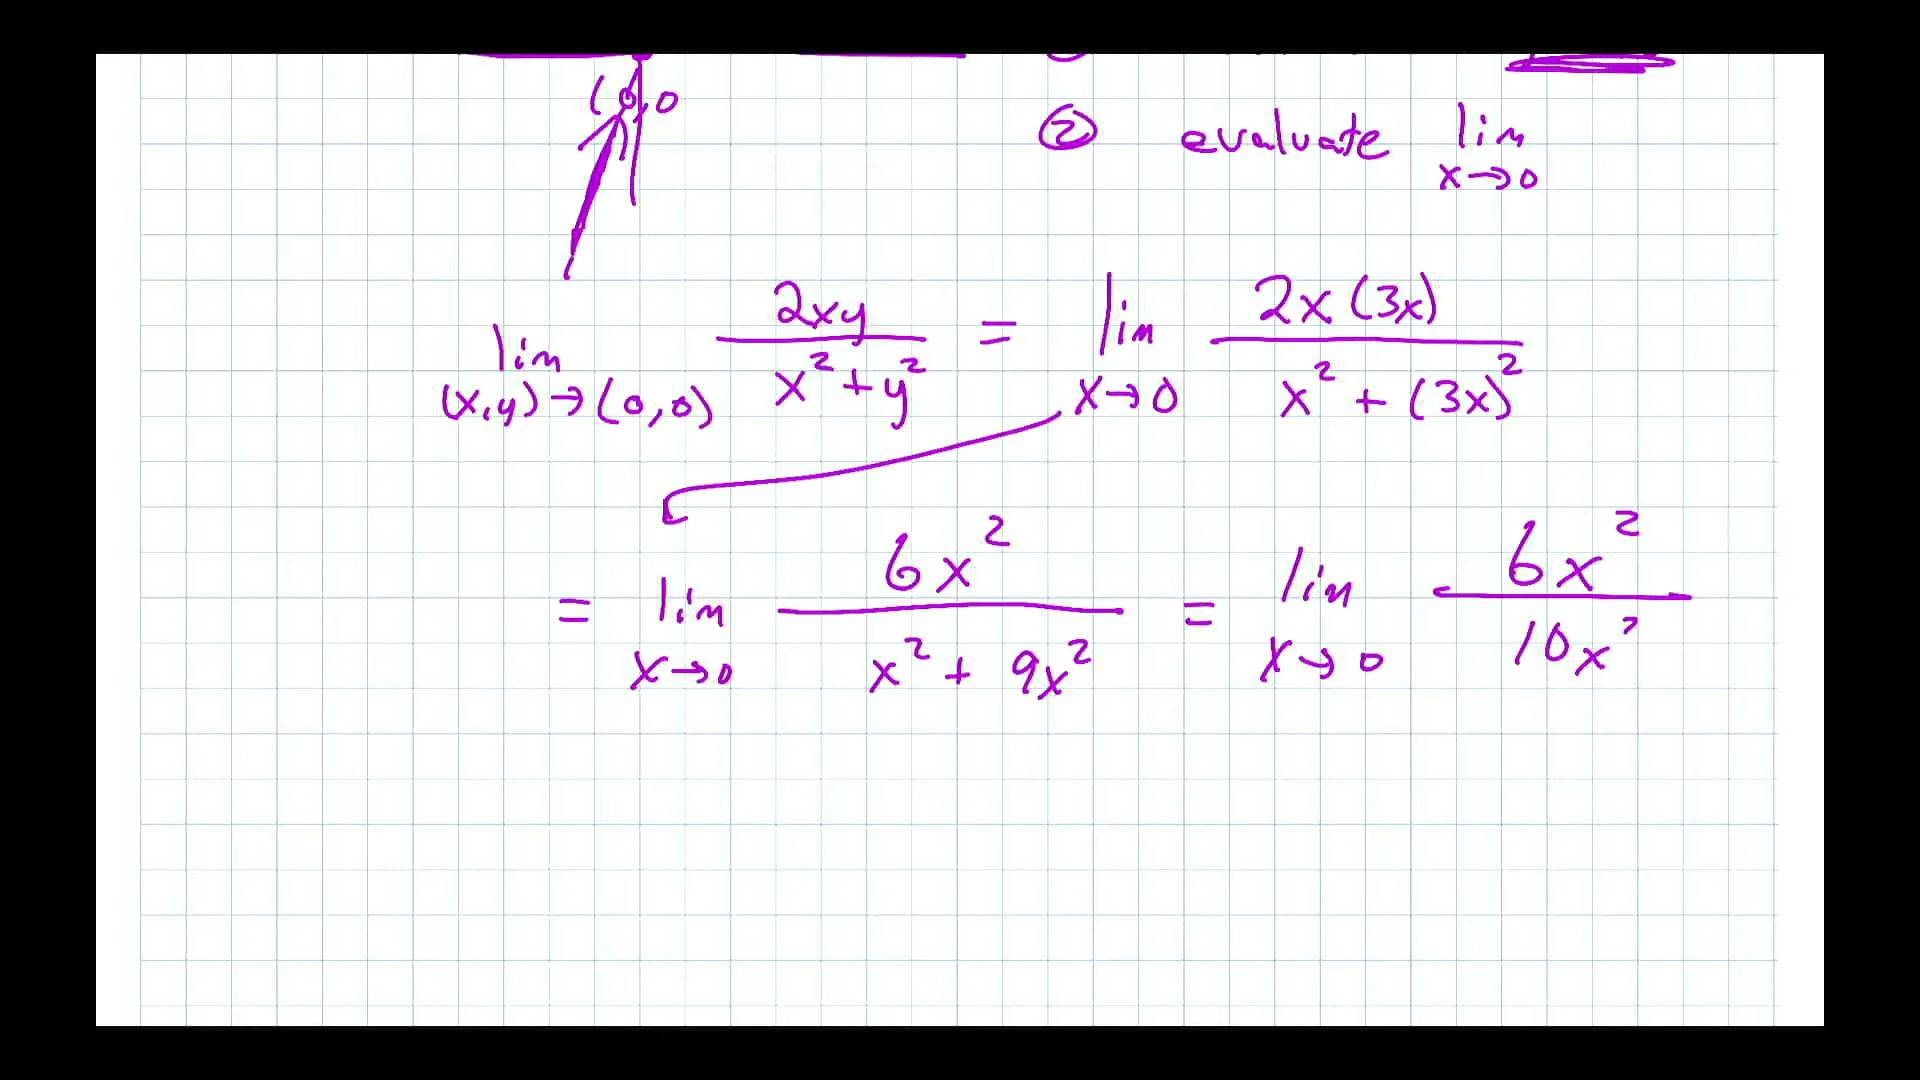 (0,0
② evaluate lim
x→0
lim (x,y)→(0,0) 2xy / x² + y² = lim x→0 2x(3x) / x² + (3x)²
= lim x→0 6x² / x² + 9x² = lim x→0 6x² / 10x²